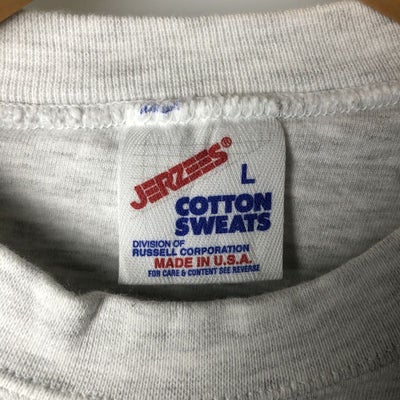 JERZEES®
L
COTTON
SWEATS
DIVISION OF
RUSSELL CORPORATION
MADE IN U.S.A.
FOR CARE & CONTENT SEE REVERSE